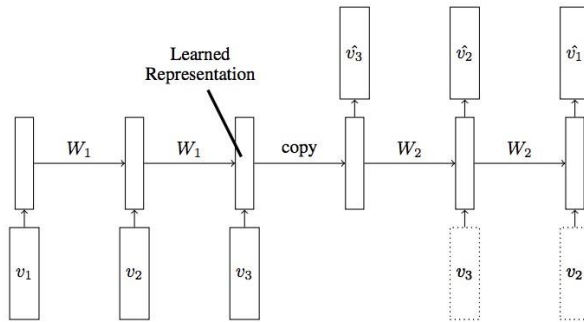 Learned
Representation
v̂₃
v̂₂
v̂₁
W₁
W₁
copy
W₂
W₂
v₁
v₂
v₃
v₃
v₂